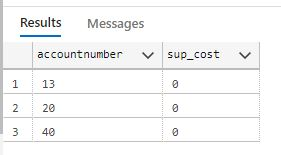 Results Messages
accountnumber sup_cost
1 13 0
2 20 0
3 40 0